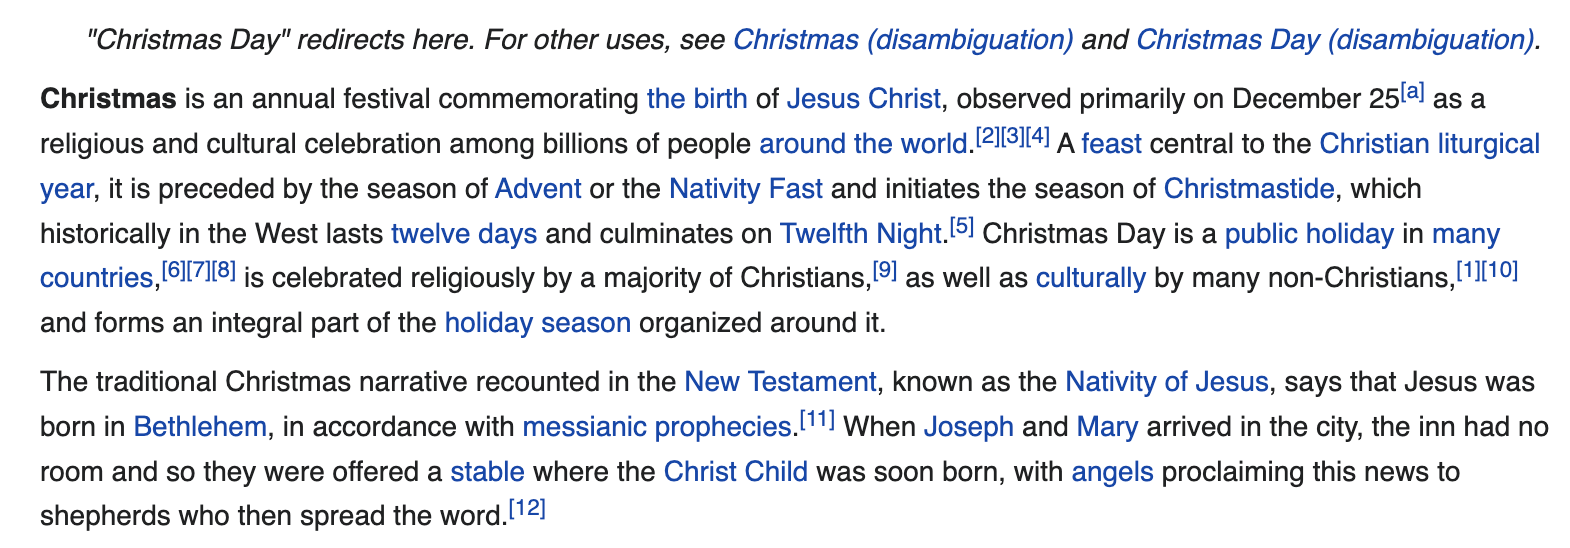 "Christmas Day" redirects here. For other uses, see Christmas (disambiguation) and Christmas Day (disambiguation).
Christmas is an annual festival commemorating the birth of Jesus Christ, observed primarily on December 25[a] as a
religious and cultural celebration among billions of people around the world.[2][3][4] A feast central to the Christian liturgical
year, it is preceded by the season of Advent or the Nativity Fast and initiates the season of Christmastide, which
historically in the West lasts twelve days and culminates on Twelfth Night.[5] Christmas Day is a public holiday in many
countries,[6][7][8] is celebrated religiously by a majority of Christians,[9] as well as culturally by many non-Christians,[1][10]
and forms an integral part of the holiday season organized around it.
The traditional Christmas narrative recounted in the New Testament, known as the Nativity of Jesus, says that Jesus was
born in Bethlehem, in accordance with messianic prophecies.[11] When Joseph and Mary arrived in the city, the inn had no
room and so they were offered a stable where the Christ Child was soon born, with angels proclaiming this news to
shepherds who then spread the word.[12]